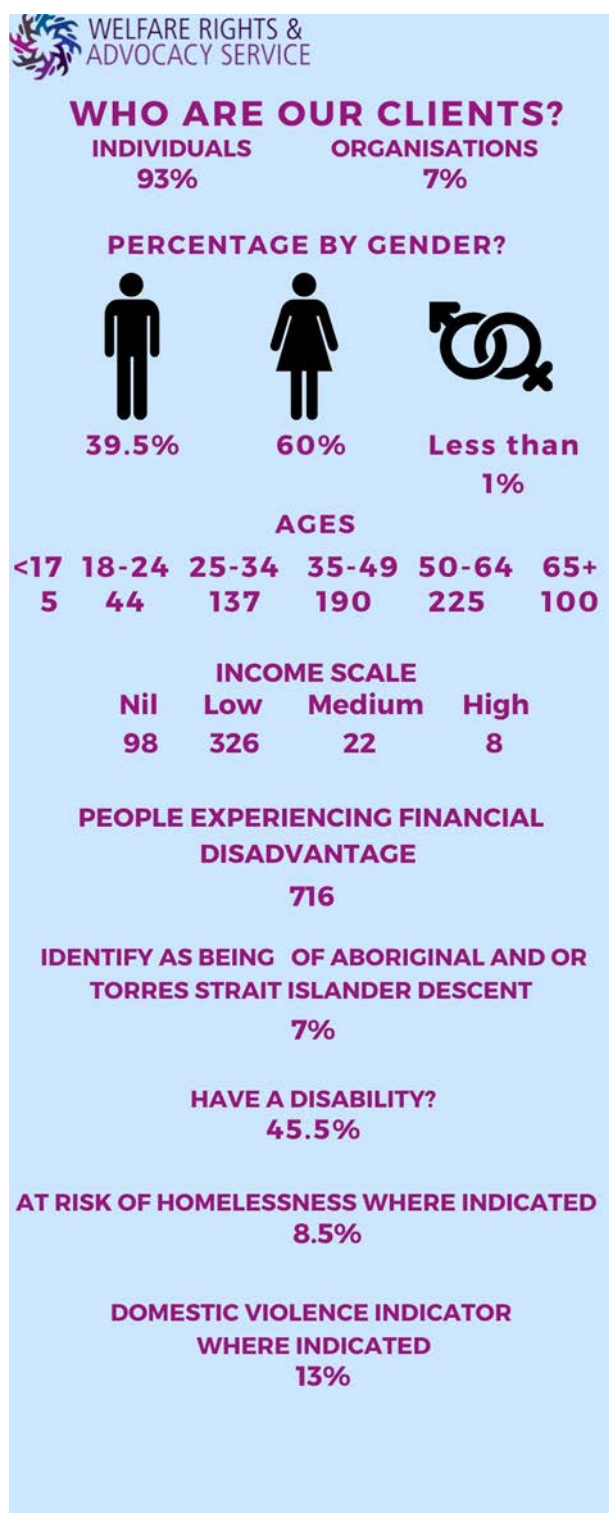 WELFARE RIGHTS &
ADVOCACY SERVICE
WHO ARE OUR CLIENTS?
INDIVIDUALS ORGANISATIONS
93% 7%
PERCENTAGE BY GENDER?
39.5% 60% Less than
1%
AGES
<17 18-24 25-34 35-49 50-64 65+
5 44 137 190 225 100
INCOME SCALE
Nil Low Medium High
98 326 22 8
PEOPLE EXPERIENCING FINANCIAL
DISADVANTAGE
716
IDENTIFY AS BEING OF ABORIGINAL AND OR
TORRES STRAIT ISLANDER DESCENT
7%
HAVE A DISABILITY?
45.5%
AT RISK OF HOMELESSNESS WHERE INDICATED
8.5%
DOMESTIC VIOLENCE INDICATOR
WHERE INDICATED
13%